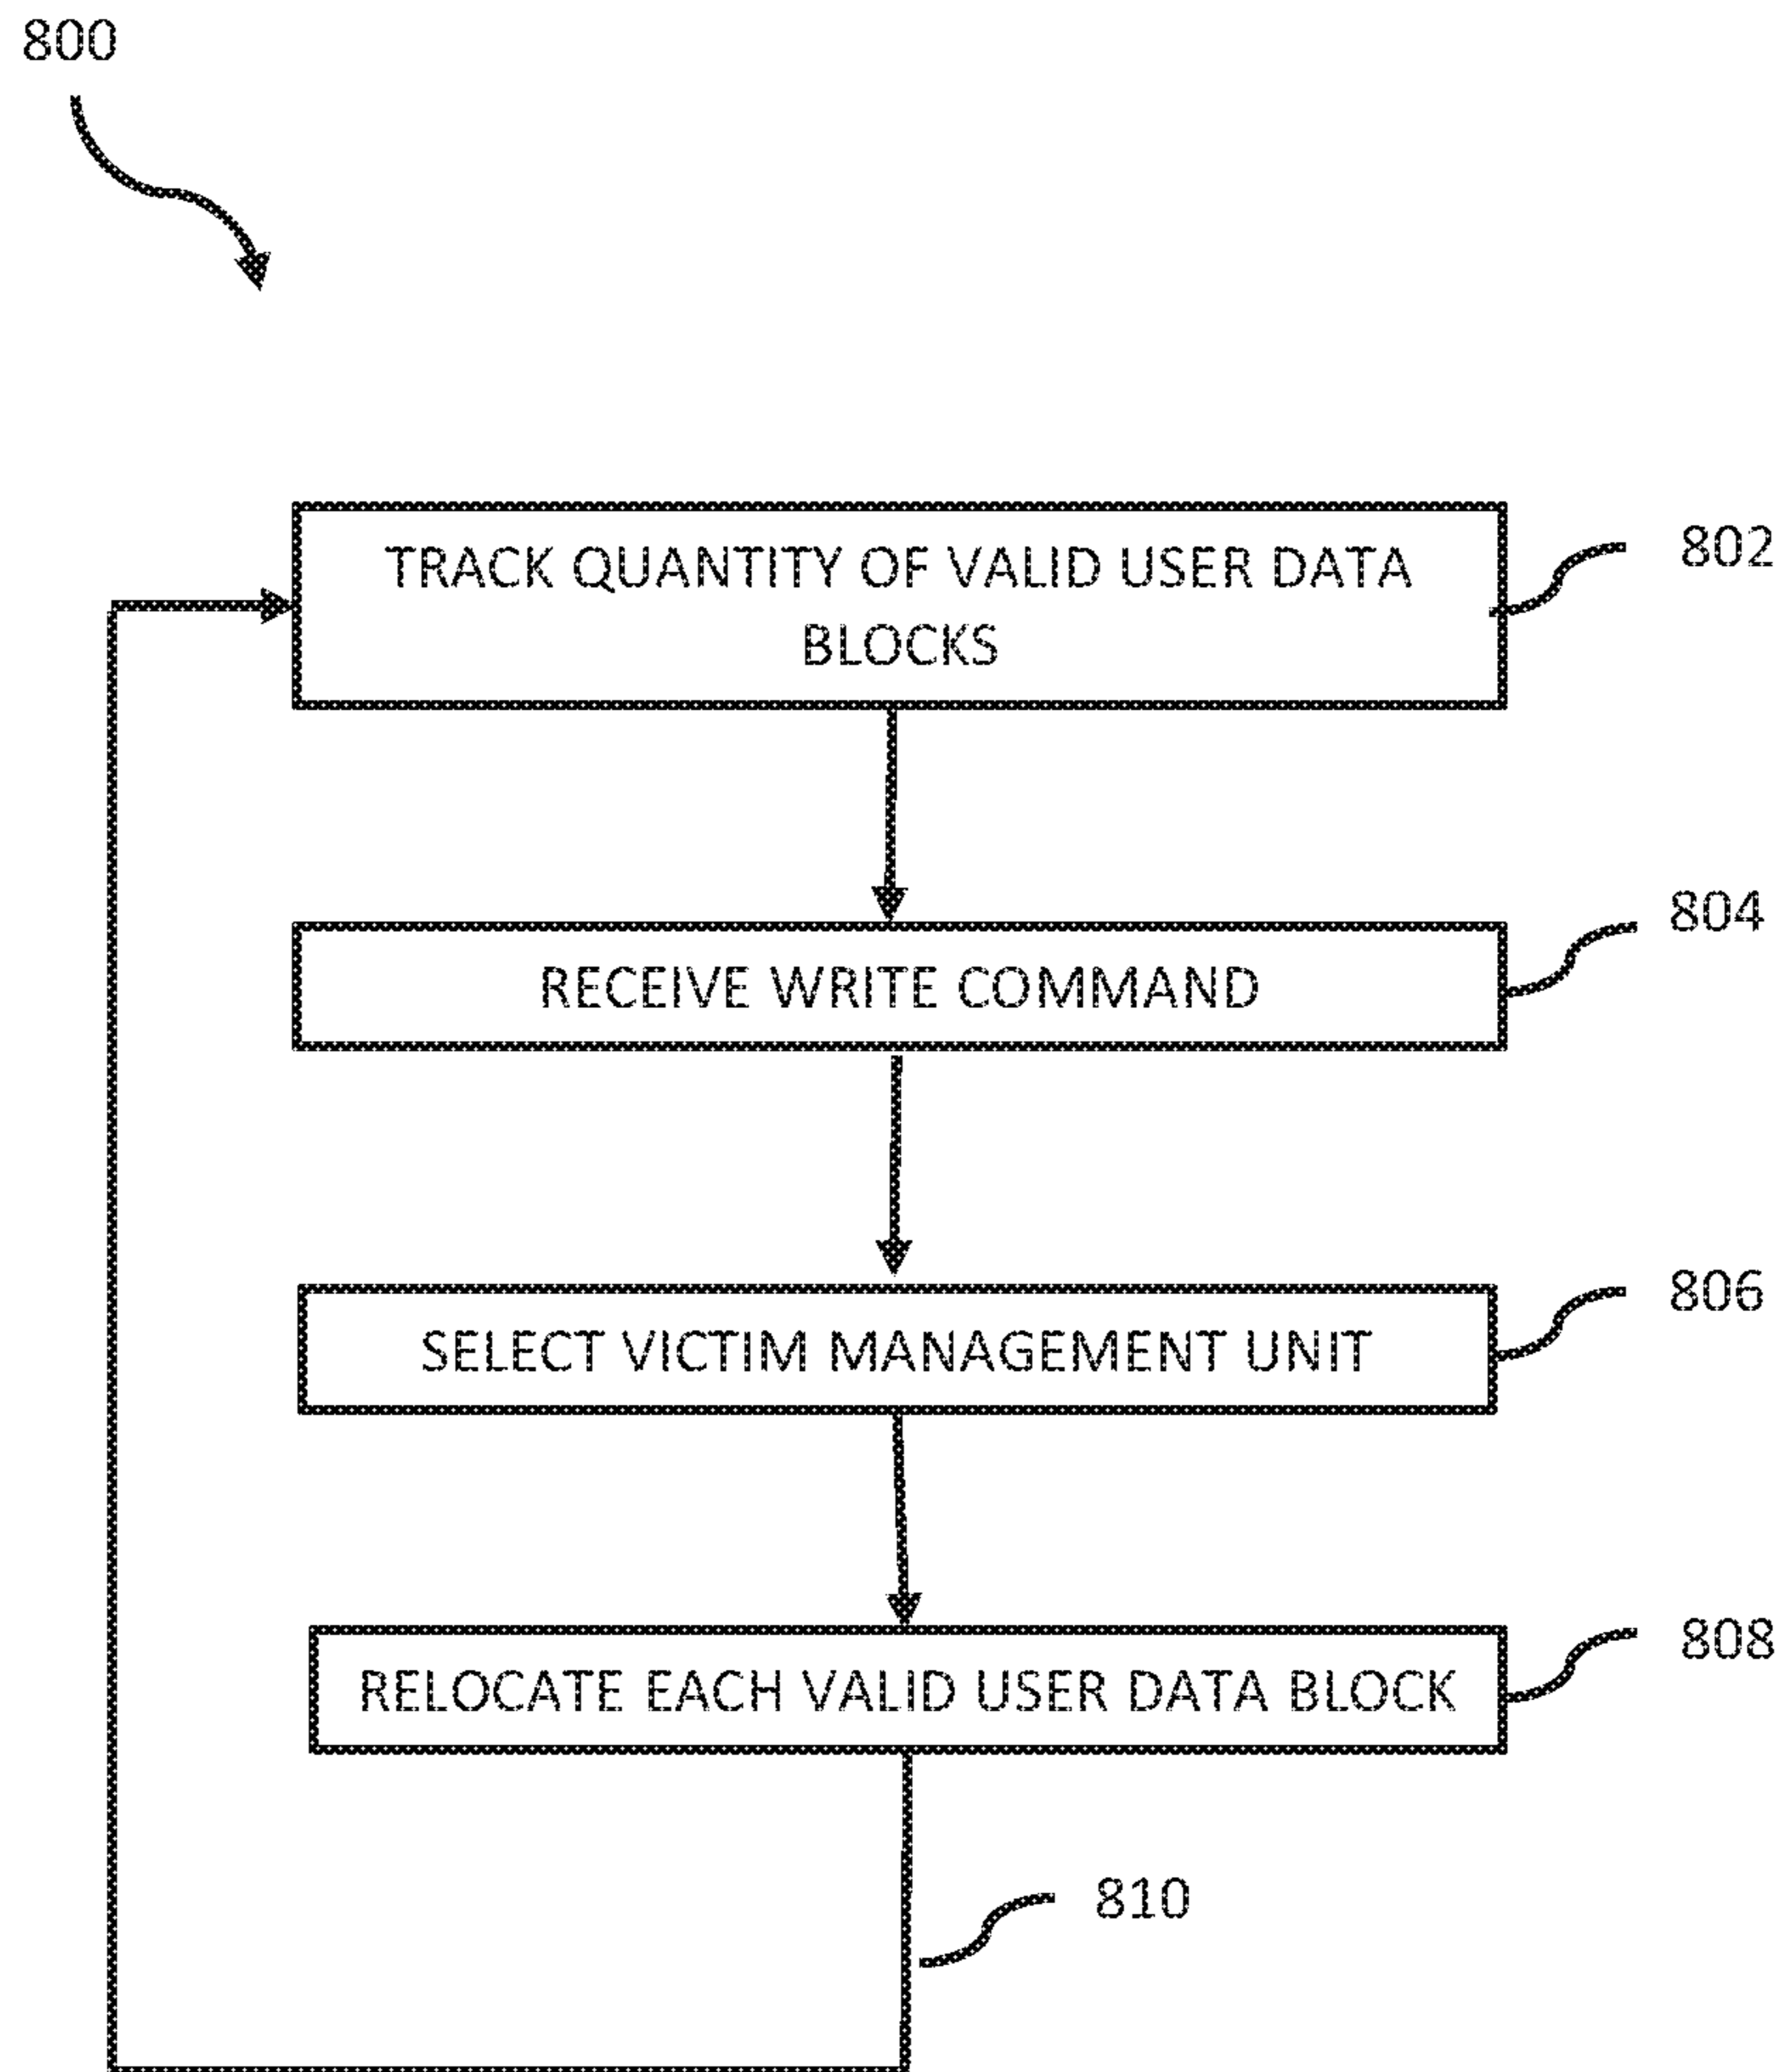 800
TRACK QUANTITY OF VALID USER DATA
BLOCKS
802
RECEIVE WRITE COMMAND
804
SELECT VICTIM MANAGEMENT UNIT
806
RELOCATE EACH VALID USER DATA BLOCK
808
810